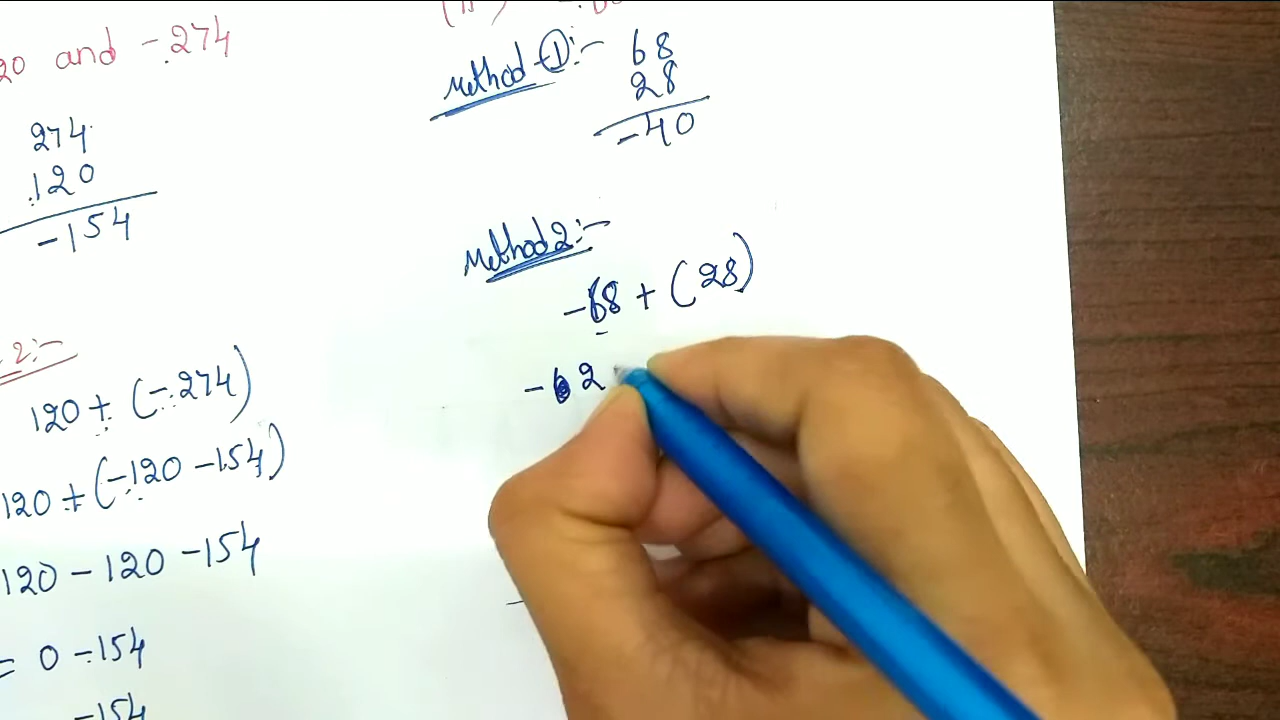 20 and -274
274
120
-154
2:-
120 + (-274)
120 + (-120 -154)
120 - 120 -154
= 0 -154
-154
Method-①:-
68
28
-40
Method 2:-
-68 + (28)
- 2